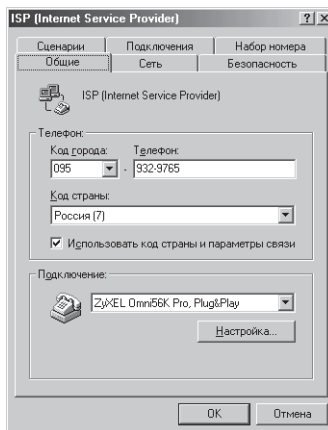 ISP (Internet Service Provider)
Сценарии Подключения Набор номера
Общие Сеть Безопасность
ISP (Internet Service Provider)
Телефон:
Код города: Телефон:
095 - 932-9765
Код страны:
Россия (7)
Использовать код страны и параметры связи
Подключение:
ZyXEL Omni56K Pro, Plug&Play
Настройка...
OK Отмена